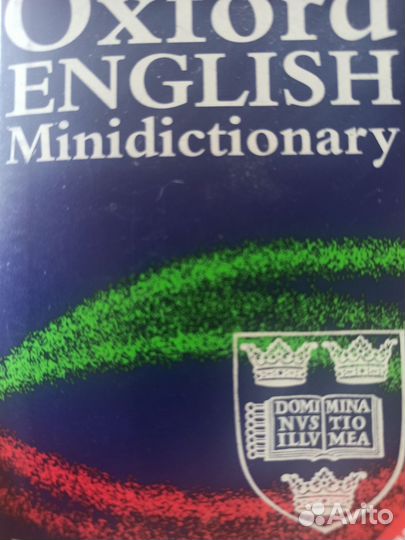 Oxford
ENGLISH
Minidictionary
DOMI MINA
NVS TIO
ILLV MEA
Avito